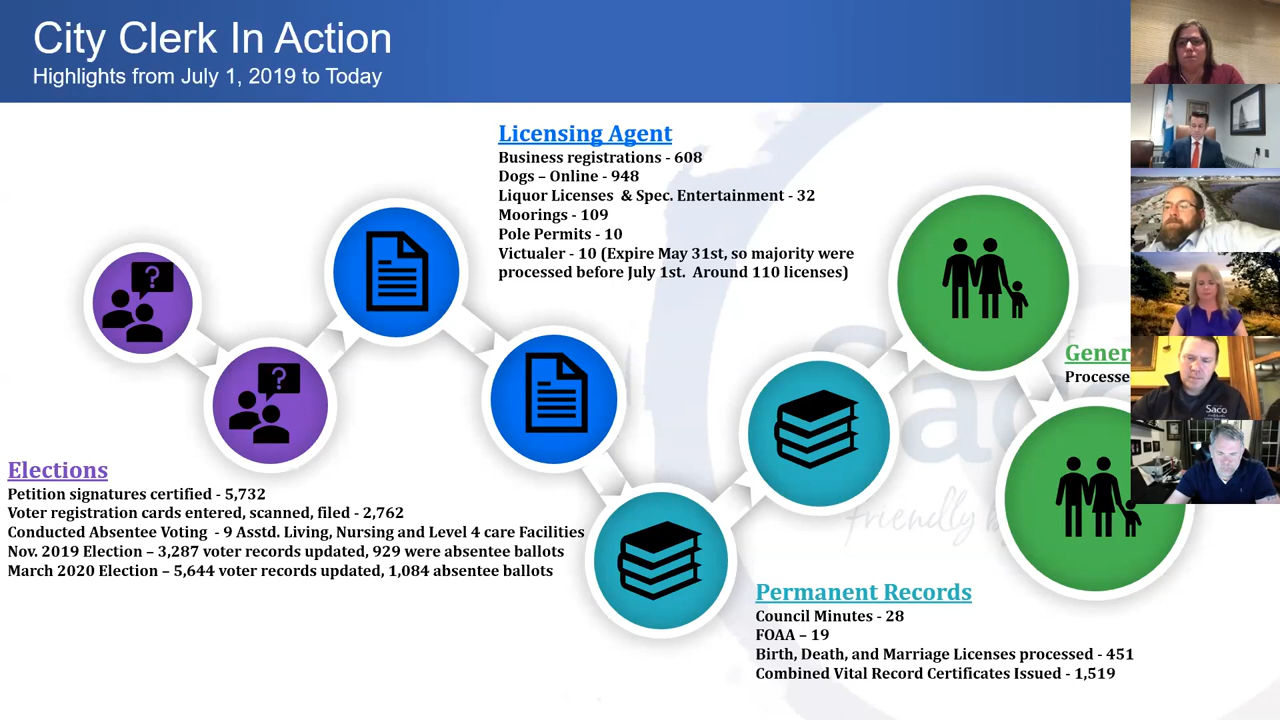 City Clerk In Action
Highlights from July 1, 2019 to Today
Licensing Agent
Business registrations - 608
Dogs – Online - 948
Liquor Licenses & Spec. Entertainment - 32
Moorings - 109
Pole Permits - 10
Victualer - 10 (Expire May 31st, so majority were
processed before July 1st. Around 110 licenses)
Elections
Petition signatures certified - 5,732
Voter registration cards entered, scanned, filed - 2,762
Conducted Absentee Voting - 9 Asstd. Living, Nursing and Level 4 care Facilities
Nov. 2019 Election – 3,287 voter records updated, 929 were absentee ballots
March 2020 Election – 5,644 voter records updated, 1,084 absentee ballots
Permanent Records
Council Minutes - 28
FOAA – 19
Birth, Death, and Marriage Licenses processed - 451
Combined Vital Record Certificates Issued - 1,519
Gener
Processe
?
?
Saco
friendly b
Saco